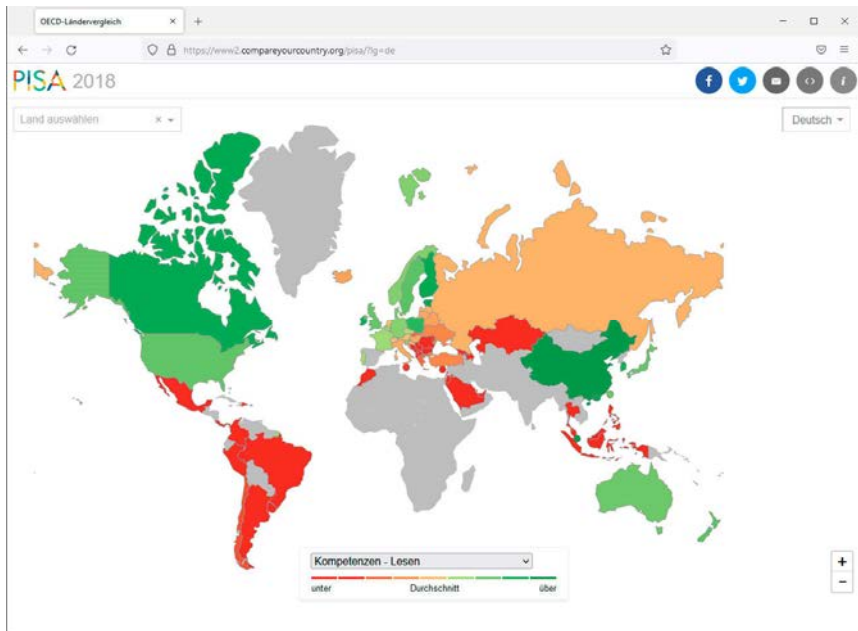 OECD-Ländervergleich
https://www2.compareyourcountry.org/pisa/?lg=de
PISA 2018
Land auswählen
Deutsch
Kompetenzen - Lesen
unter Durchschnitt über